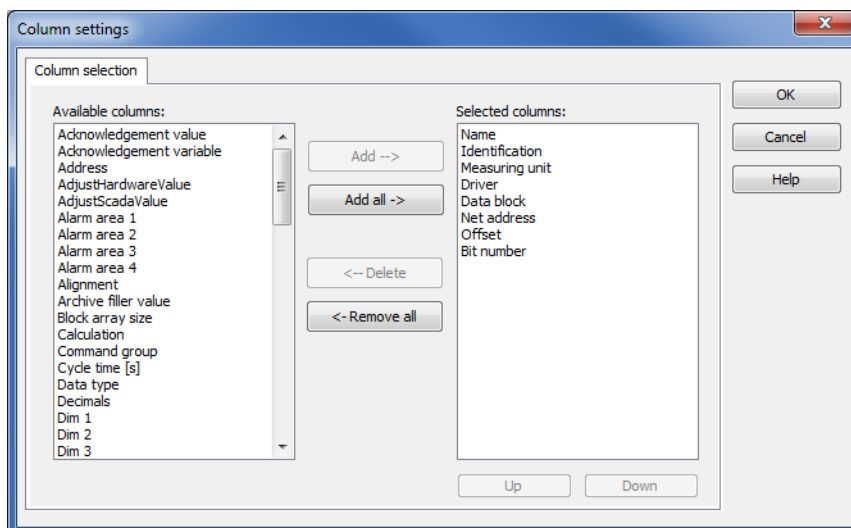 Column settings
Column selection
Available columns:
Acknowledgement value
Acknowledgement variable
Address
AdjustHardwareValue
AdjustScadaValue
Alarm area 1
Alarm area 2
Alarm area 3
Alarm area 4
Alignment
Archive filler value
Block array size
Calculation
Command group
Cycle time [s]
Data type
Decimals
Dim 1
Dim 2
Dim 3
Add -->
Add all ->
<-- Delete
<- Remove all
Selected columns:
Name
Identification
Measuring unit
Driver
Data block
Net address
Offset
Bit number
Up
Down
OK
Cancel
Help